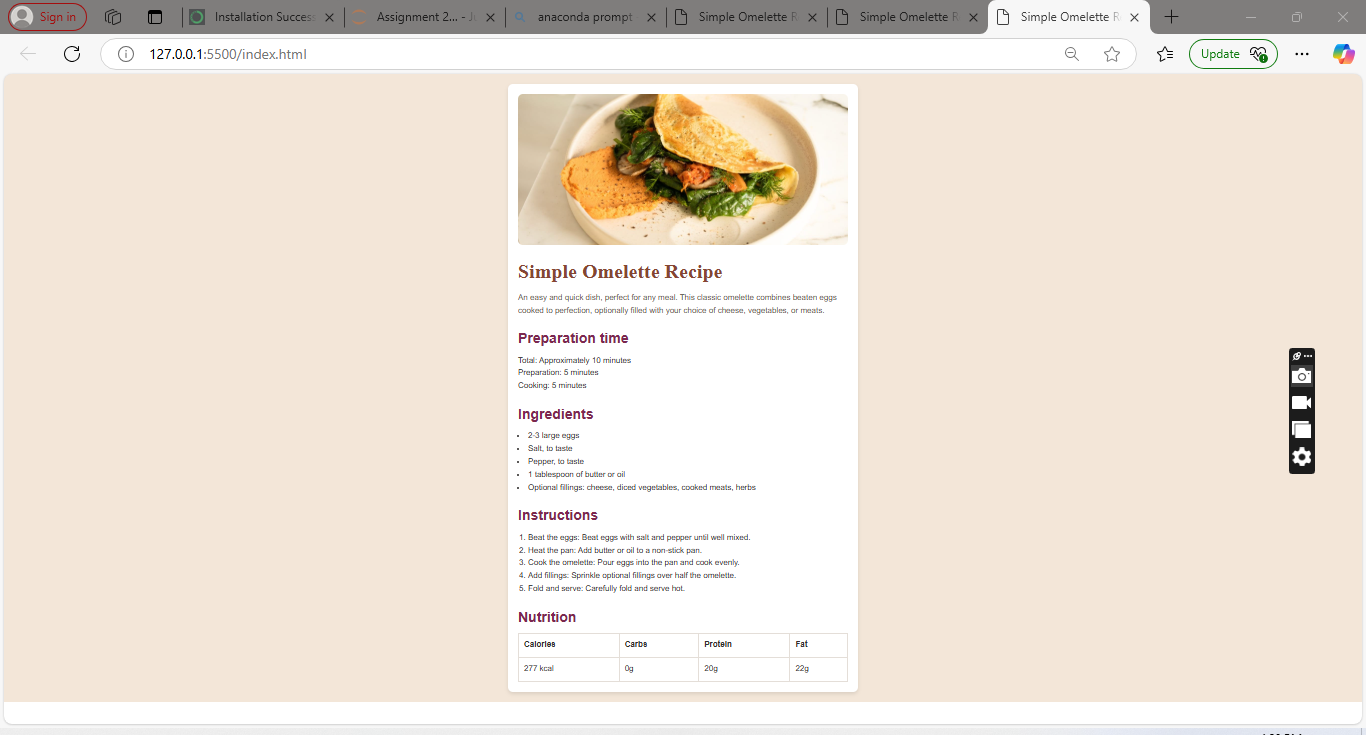 Sign in
Installation Success
Assignment 2... - J
anaconda prompt
Simple Omelette R
Simple Omelette R
Simple Omelette R
127.0.0.1:5500/index.html
Update
Simple Omelette Recipe
An easy and quick dish, perfect for any meal. This classic omelette combines beaten eggs
cooked to perfection, optionally filled with your choice of cheese, vegetables, or meats.
Preparation time
Total: Approximately 10 minutes
Preparation: 5 minutes
Cooking: 5 minutes
Ingredients
• 2-3 large eggs
• Salt, to taste
• Pepper, to taste
• 1 tablespoon of butter or oil
• Optional fillings: cheese, diced vegetables, cooked meats, herbs
Instructions
1. Beat the eggs: Beat eggs with salt and pepper until well mixed.
2. Heat the pan: Add butter or oil to a non-stick pan.
3. Cook the omelette: Pour eggs into the pan and cook evenly.
4. Add fillings: Sprinkle optional fillings over half the omelette.
5. Fold and serve: Carefully fold and serve hot.
Nutrition
Calories Carbs Protein Fat
277 kcal 0g 20g 22g